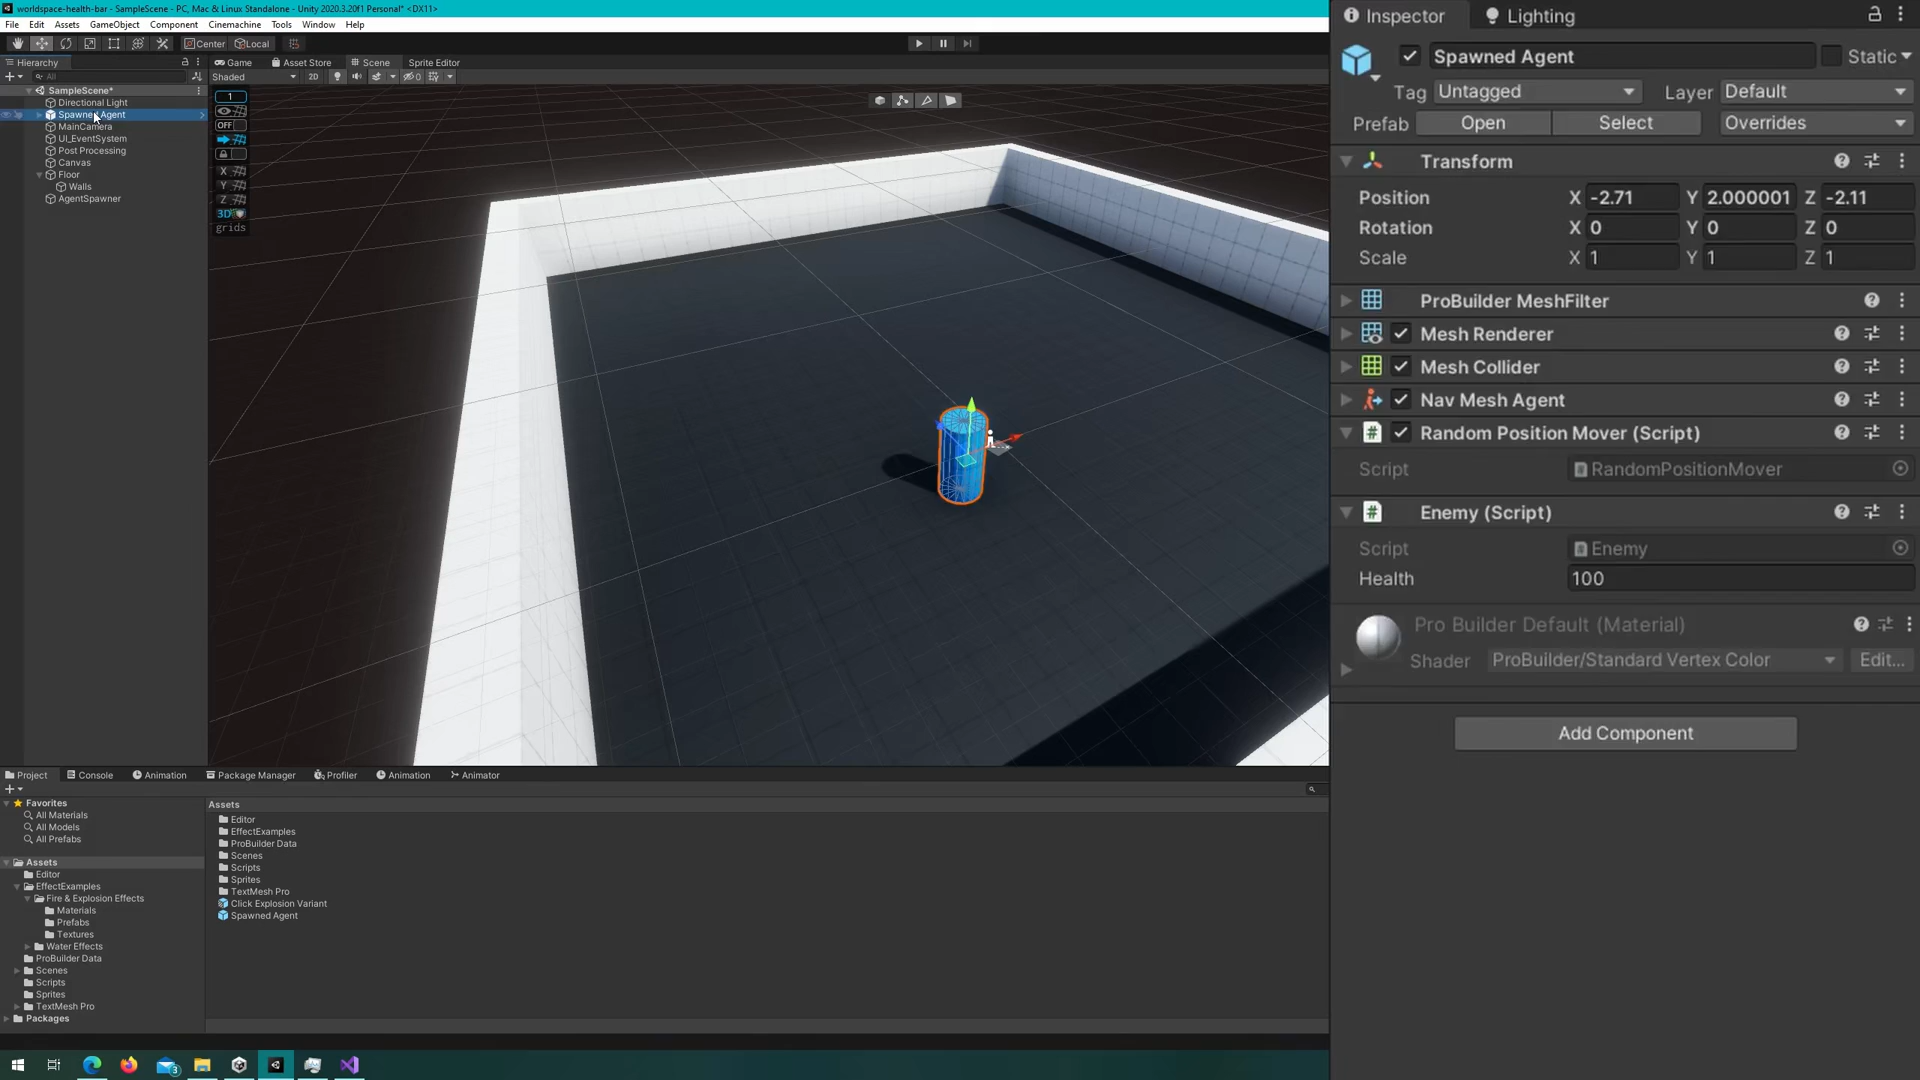 worldspace-health-bar - SampleScene - PC, Mac & Linux Standalone - Unity 2020.3.20f1 Personal* <DX11>
File Edit Assets GameObject Component Cinemachine Tools Window Help
Center Local
Hierarchy
All
SampleScene*
Directional Light
Spawned Agent
MainCamera
UI_EventSystem
Post Processing
Canvas
Floor
Walls
AgentSpawner
Game Asset Store Scene Sprite Editor
Shaded 2D 0
1
OFF
X
Y
Z
3D
grids
Inspector Lighting
Spawned Agent Static
Tag Untagged Layer Default
Prefab Open Select Overrides
Transform
Position X -2.71 Y 2.000001 Z -2.11
Rotation X 0 Y 0 Z 0
Scale X 1 Y 1 Z 1
ProBuilder MeshFilter
Mesh Renderer
Mesh Collider
Nav Mesh Agent
# Random Position Mover (Script)
Script RandomPositionMover
# Enemy (Script)
Script Enemy
Health 100
Pro Builder Default (Material)
Shader ProBuilder/Standard Vertex Color Edit...
Add Component
Project Console Animation Package Manager Profiler Animation Animator
Favorites
All Materials
All Models
All Prefabs
Assets
Editor
EffectExamples
Fire & Explosion Effects
Materials
Prefabs
Textures
Water Effects
ProBuilder Data
Scenes
Scripts
Sprites
TextMesh Pro
Packages
Assets
Editor
EffectExamples
ProBuilder Data
Scenes
Scripts
Sprites
TextMesh Pro
Click Explosion Variant
Spawned Agent
3